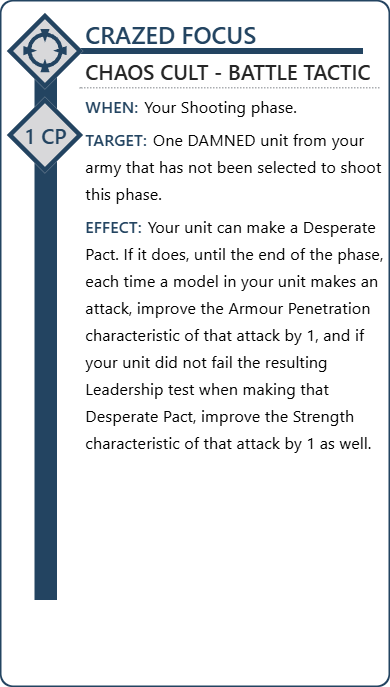 CRAZED FOCUS
CHAOS CULT - BATTLE TACTIC
WHEN: Your Shooting phase.
1 CP
TARGET: One DAMNED unit from your
army that has not been selected to shoot
this phase.
EFFECT: Your unit can make a Desperate
Pact. If it does, until the end of the phase,
each time a model in your unit makes an
attack, improve the Armour Penetration
characteristic of that attack by 1, and if
your unit did not fail the resulting
Leadership test when making that
Desperate Pact, improve the Strength
characteristic of that attack by 1 as well.